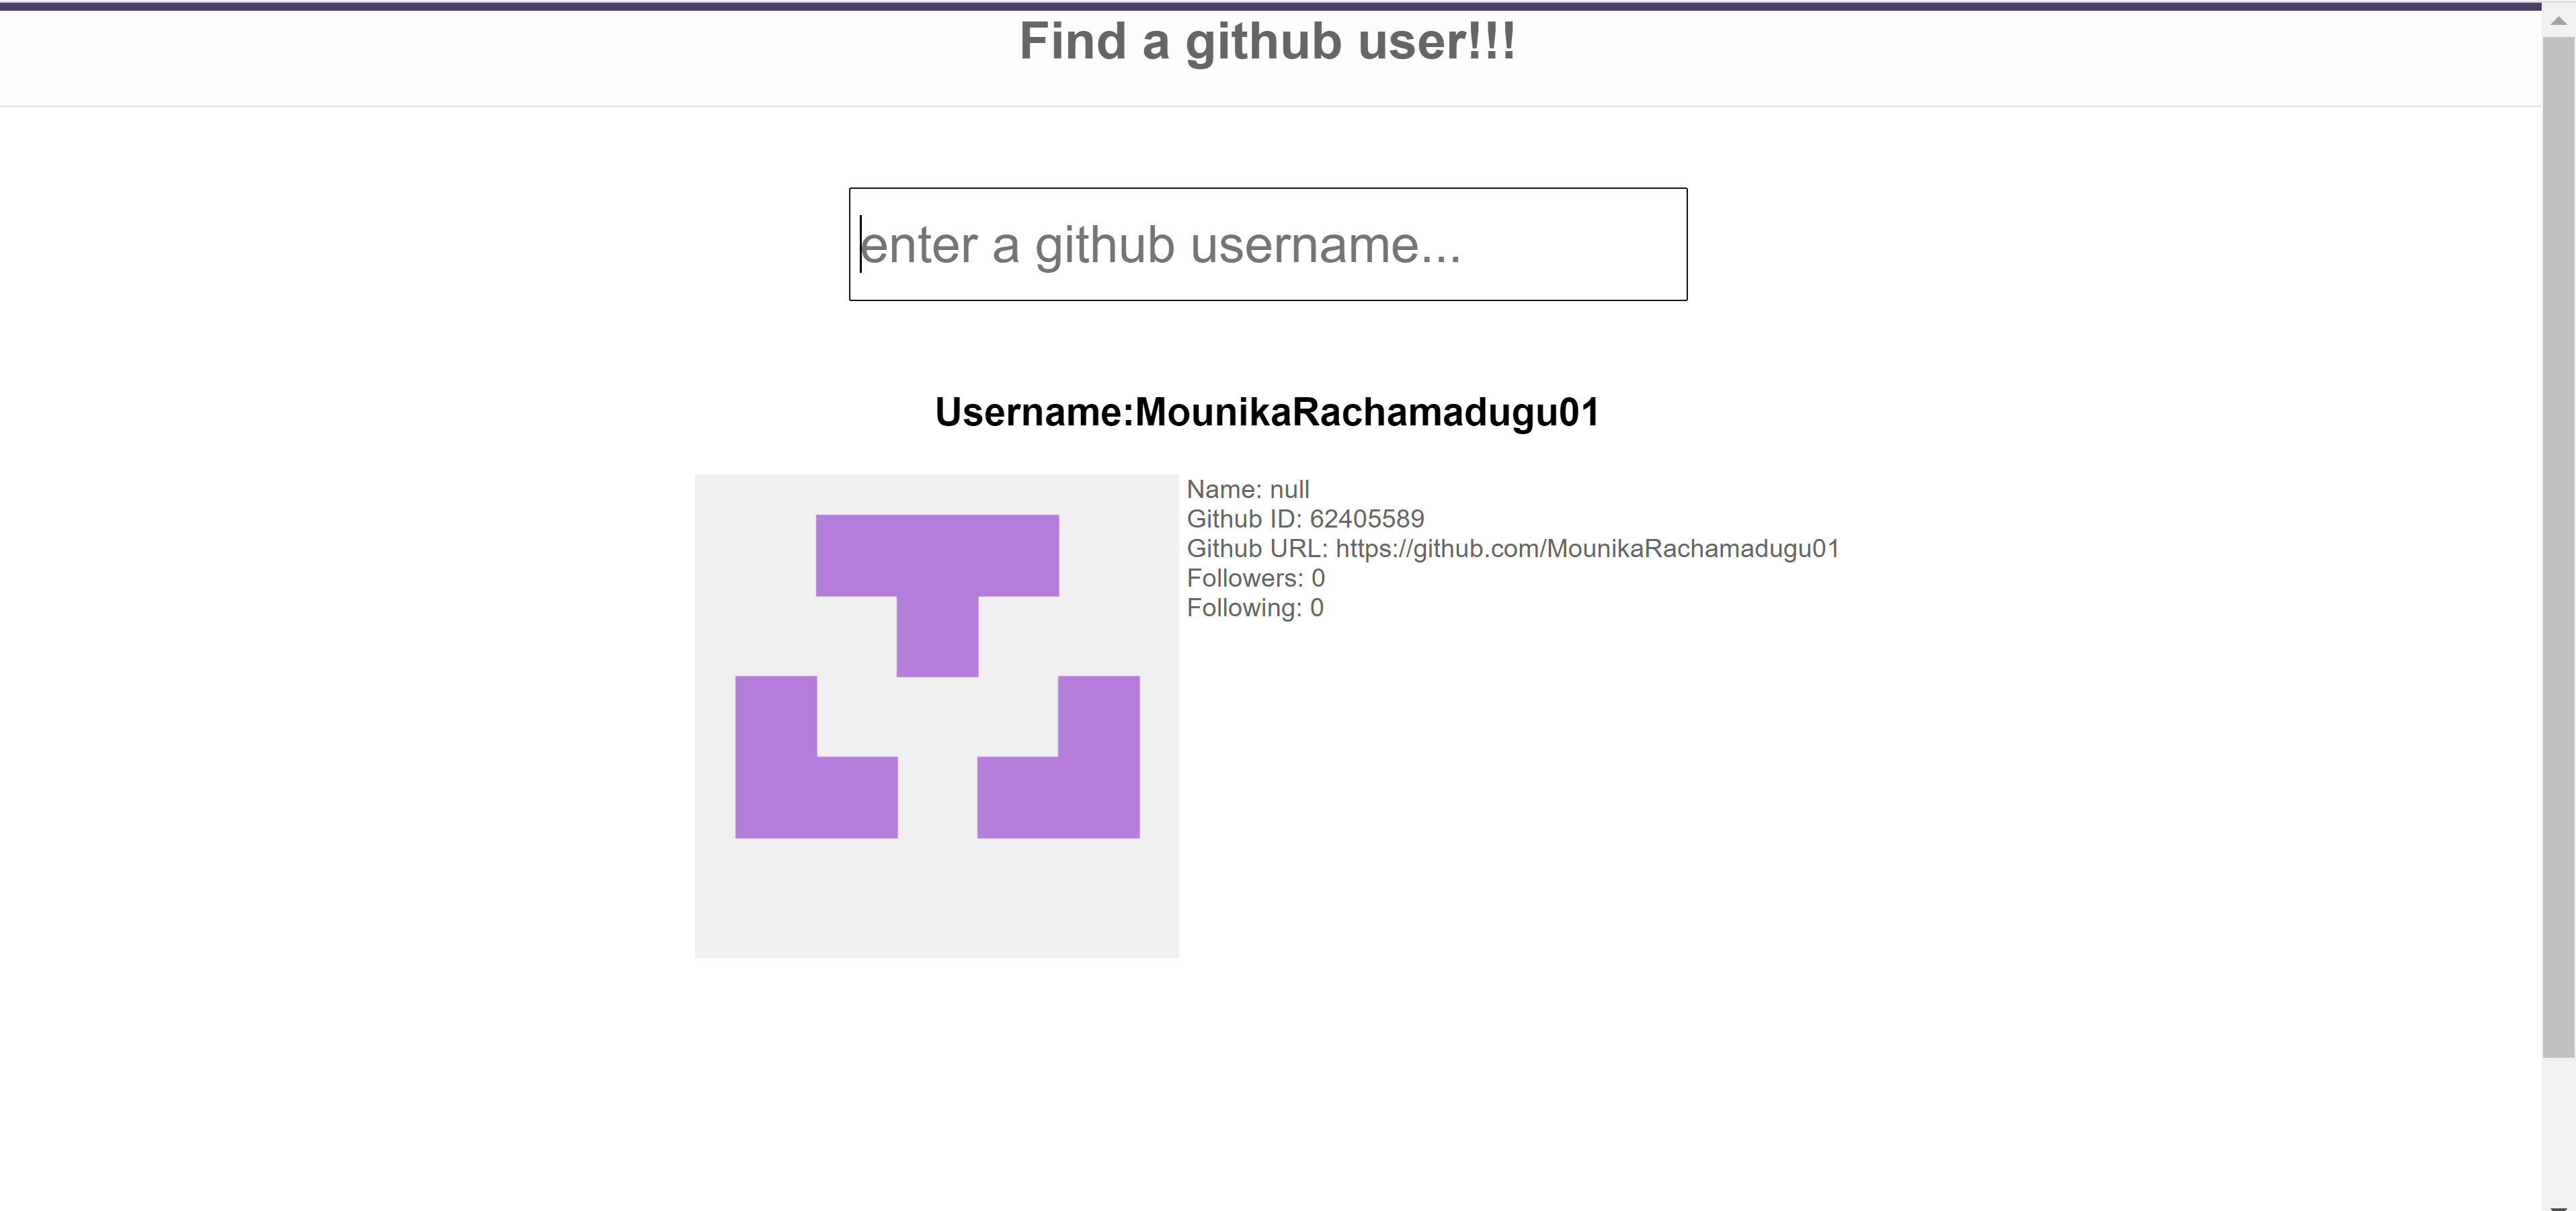 Find a github user!!!
enter a github username...
Username:MounikaRachamadugu01
Name: null
Github ID: 62405589
Github URL: https://github.com/MounikaRachamadugu01
Followers: 0
Following: 0